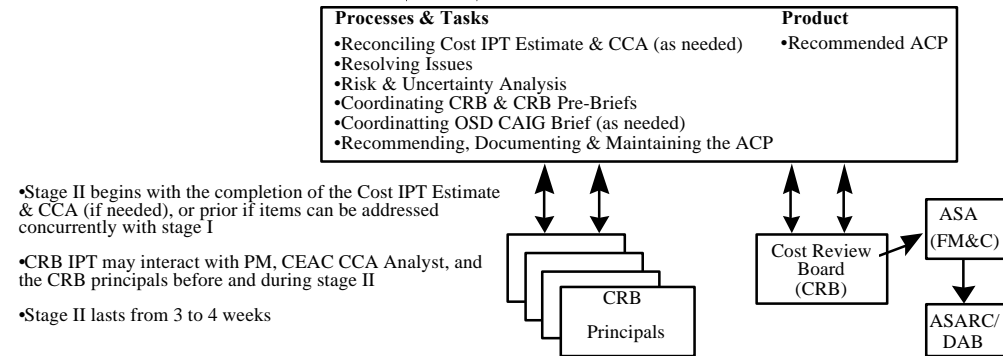 Processes & Tasks
Product
•Reconciling Cost IPT Estimate & CCA (as needed)
•Recommended ACP
•Resolving Issues
•Risk & Uncertainty Analysis
•Coordinating CRB & CRB Pre-Briefs
•Coordinatting OSD CAIG Brief (as needed)
•Recommending, Documenting & Maintaining the ACP
•Stage II begins with the completion of the Cost IPT Estimate
& CCA (if needed), or prior if items can be addressed
concurrently with stage I
•CRB IPT may interact with PM, CEAC CCA Analyst, and
the CRB principals before and during stage II
•Stage II lasts from 3 to 4 weeks
CRB
Principals
Cost Review
Board
(CRB)
ASA
(FM&C)
ASARC/
DAB